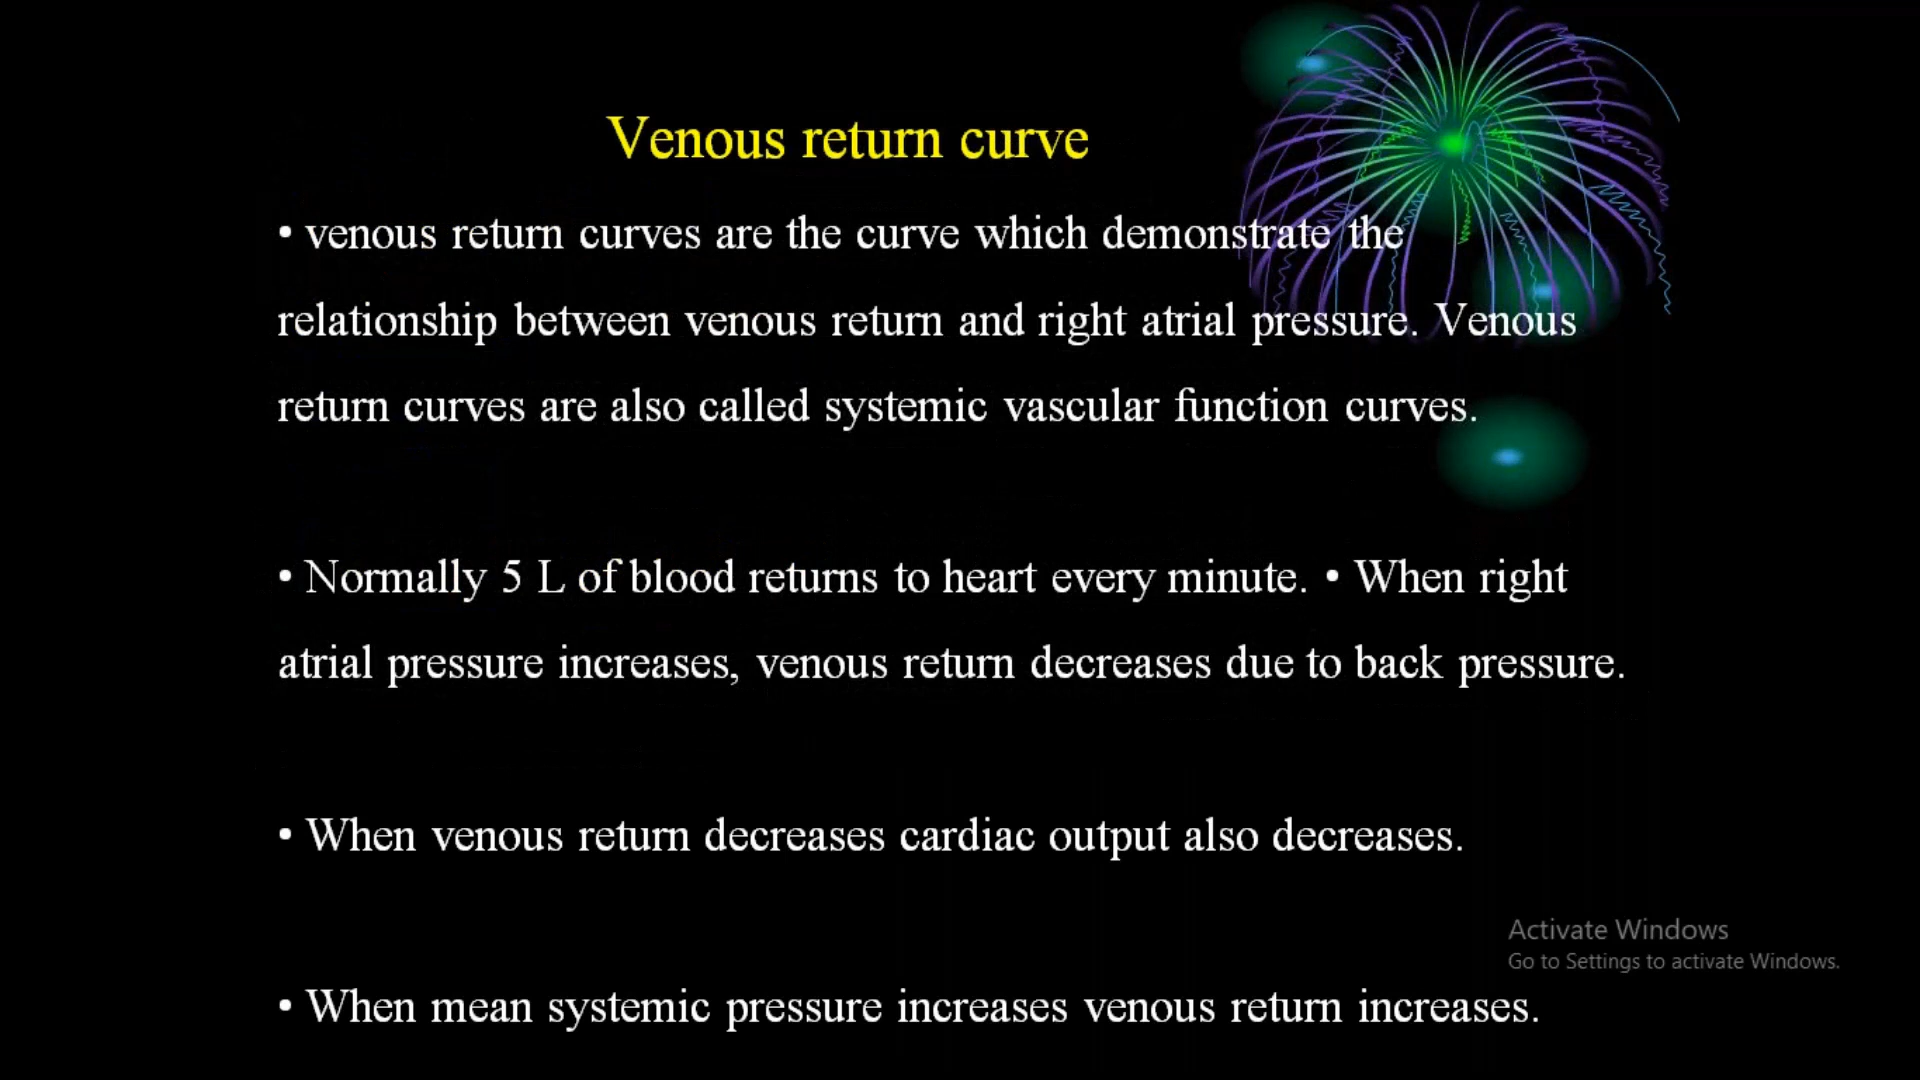 Venous return curve
• venous return curves are the curve which demonstrate the
relationship between venous return and right atrial pressure. Venous
return curves are also called systemic vascular function curves.
• Normally 5 L of blood returns to heart every minute. • When right
atrial pressure increases, venous return decreases due to back pressure.
• When venous return decreases cardiac output also decreases.
Activate Windows
Go to Settings to activate Windows.
• When mean systemic pressure increases venous return increases.